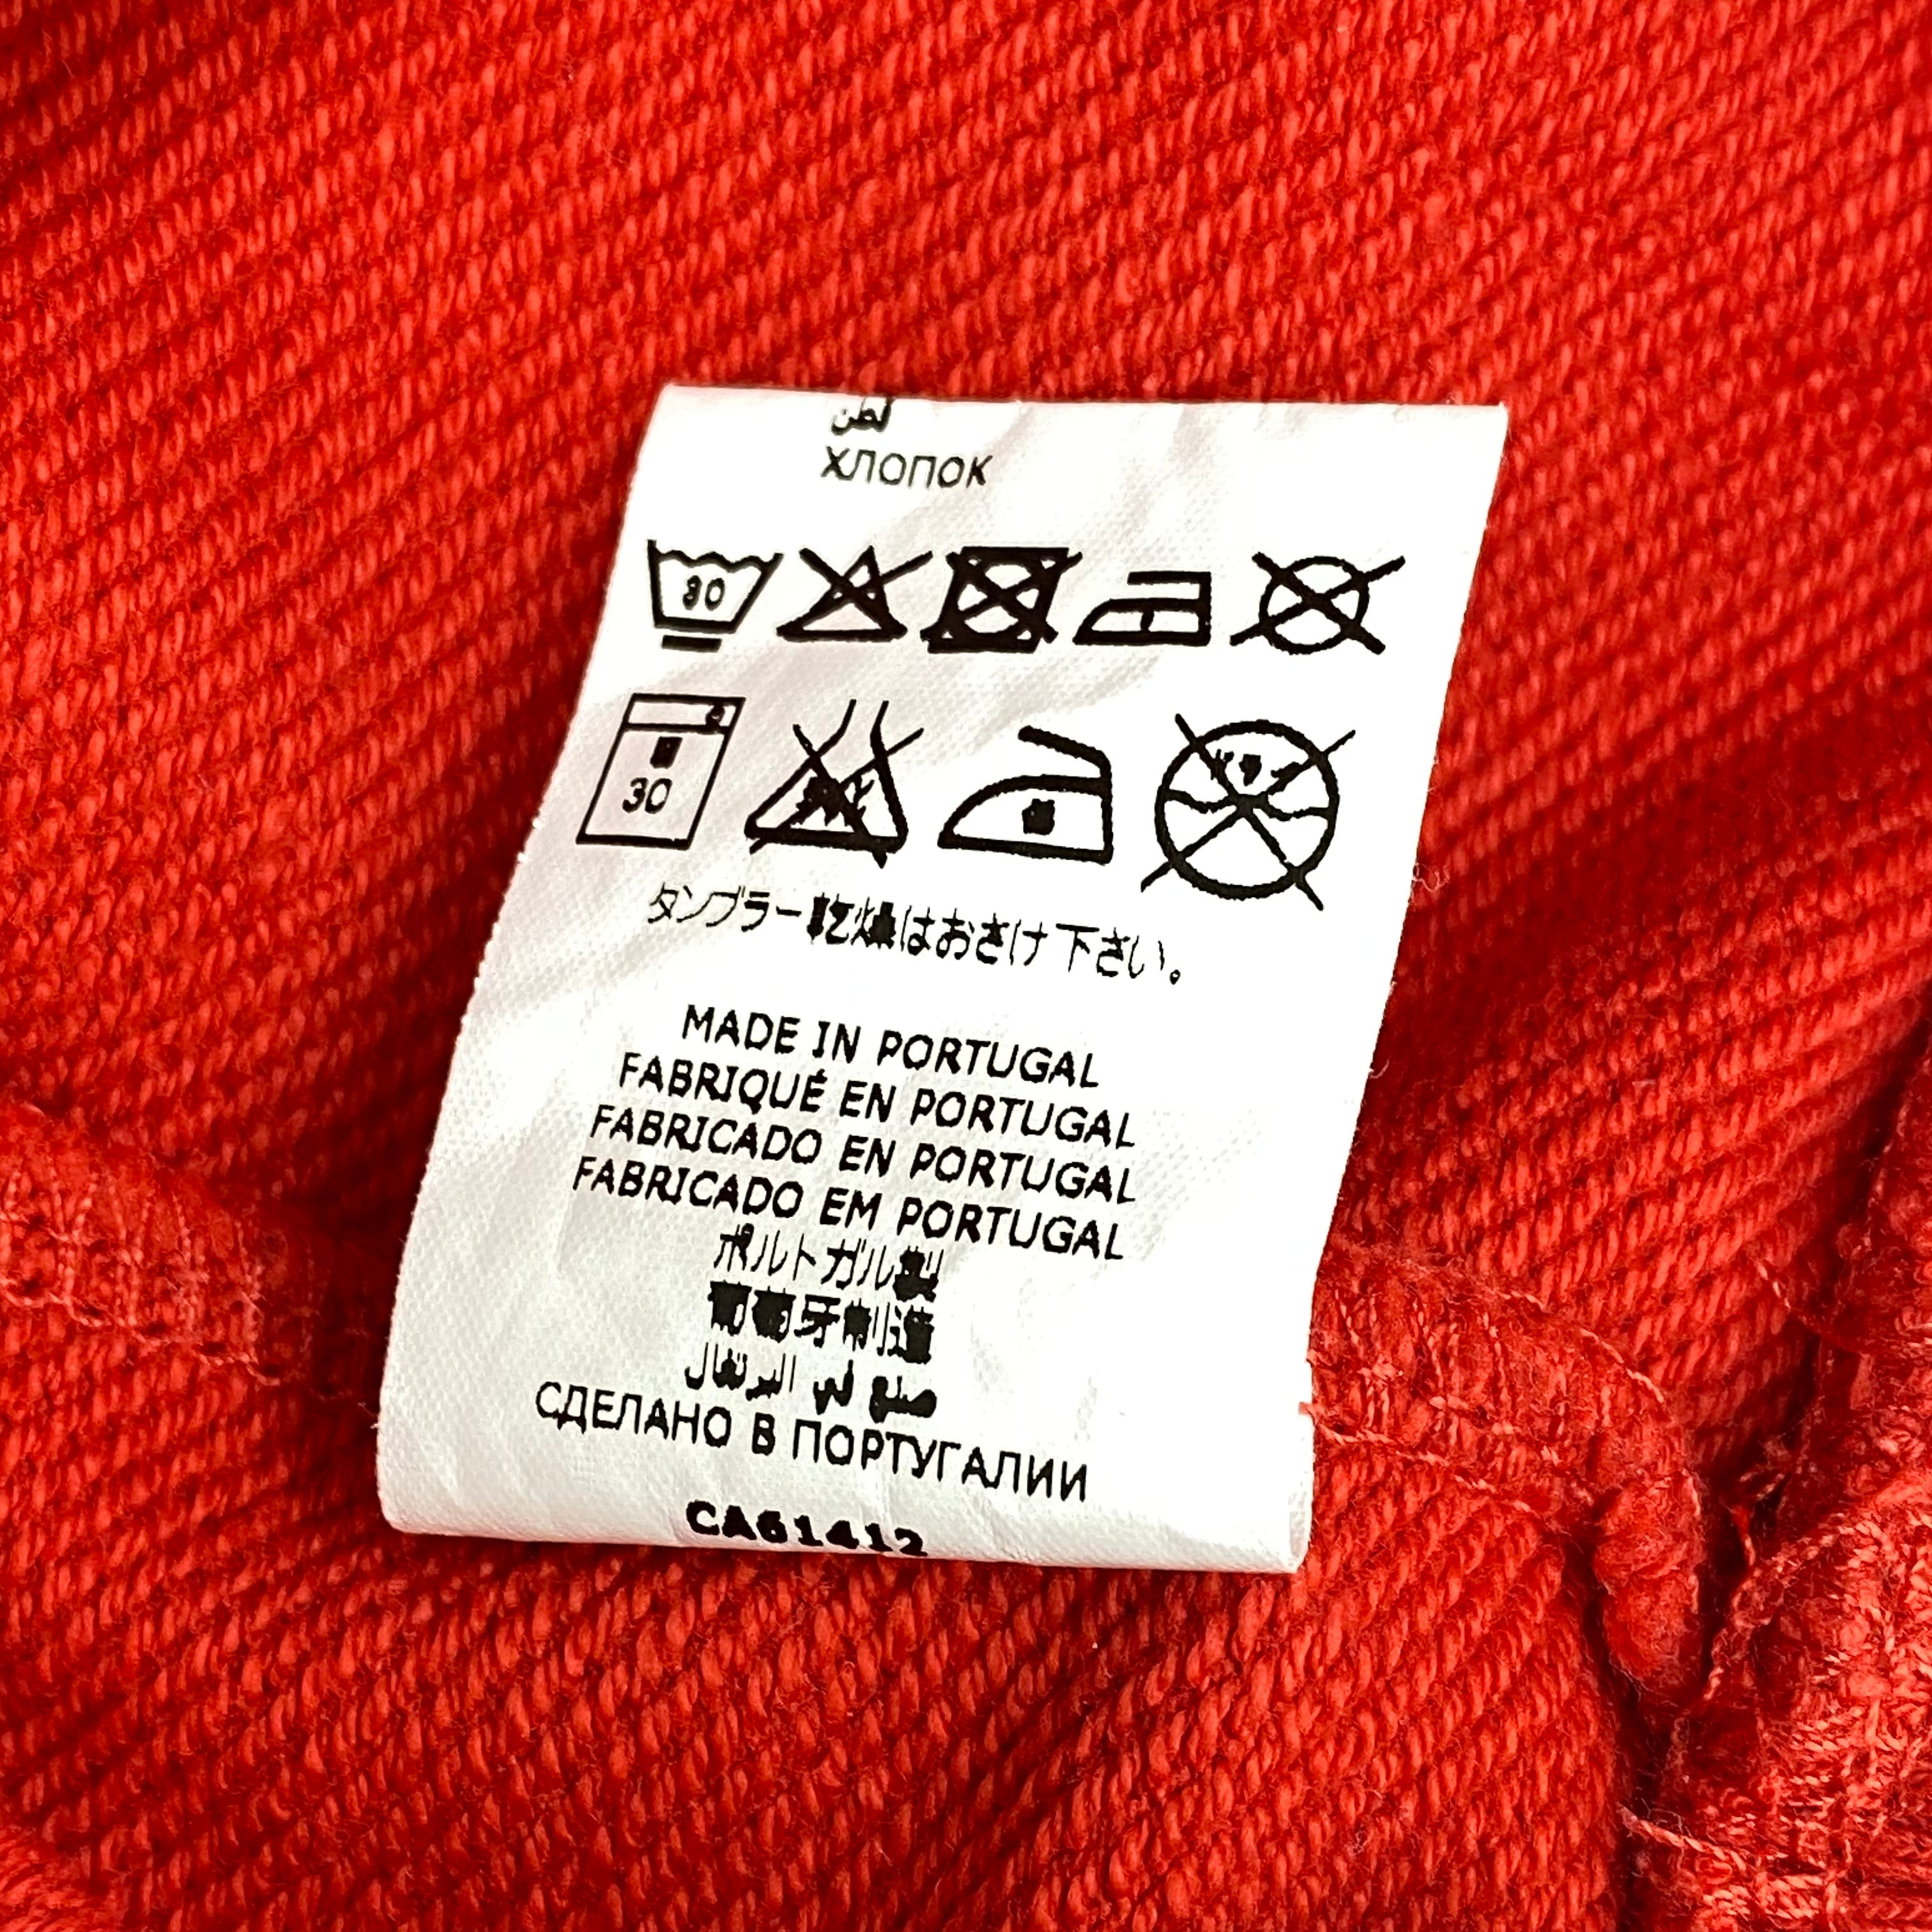 قطن
ХЛОПОК
30
30
タンブラー乾燥はおさけ下さい。
MADE IN PORTUGAL
FABRIQUÉ EN PORTUGAL
FABRICADO EN PORTUGAL
FABRICADO EM PORTUGAL
ポルトガル製
葡萄牙制造
صنع في البرتغال
СДЕЛАНО В ПОРТУГАЛИИ
CA61412